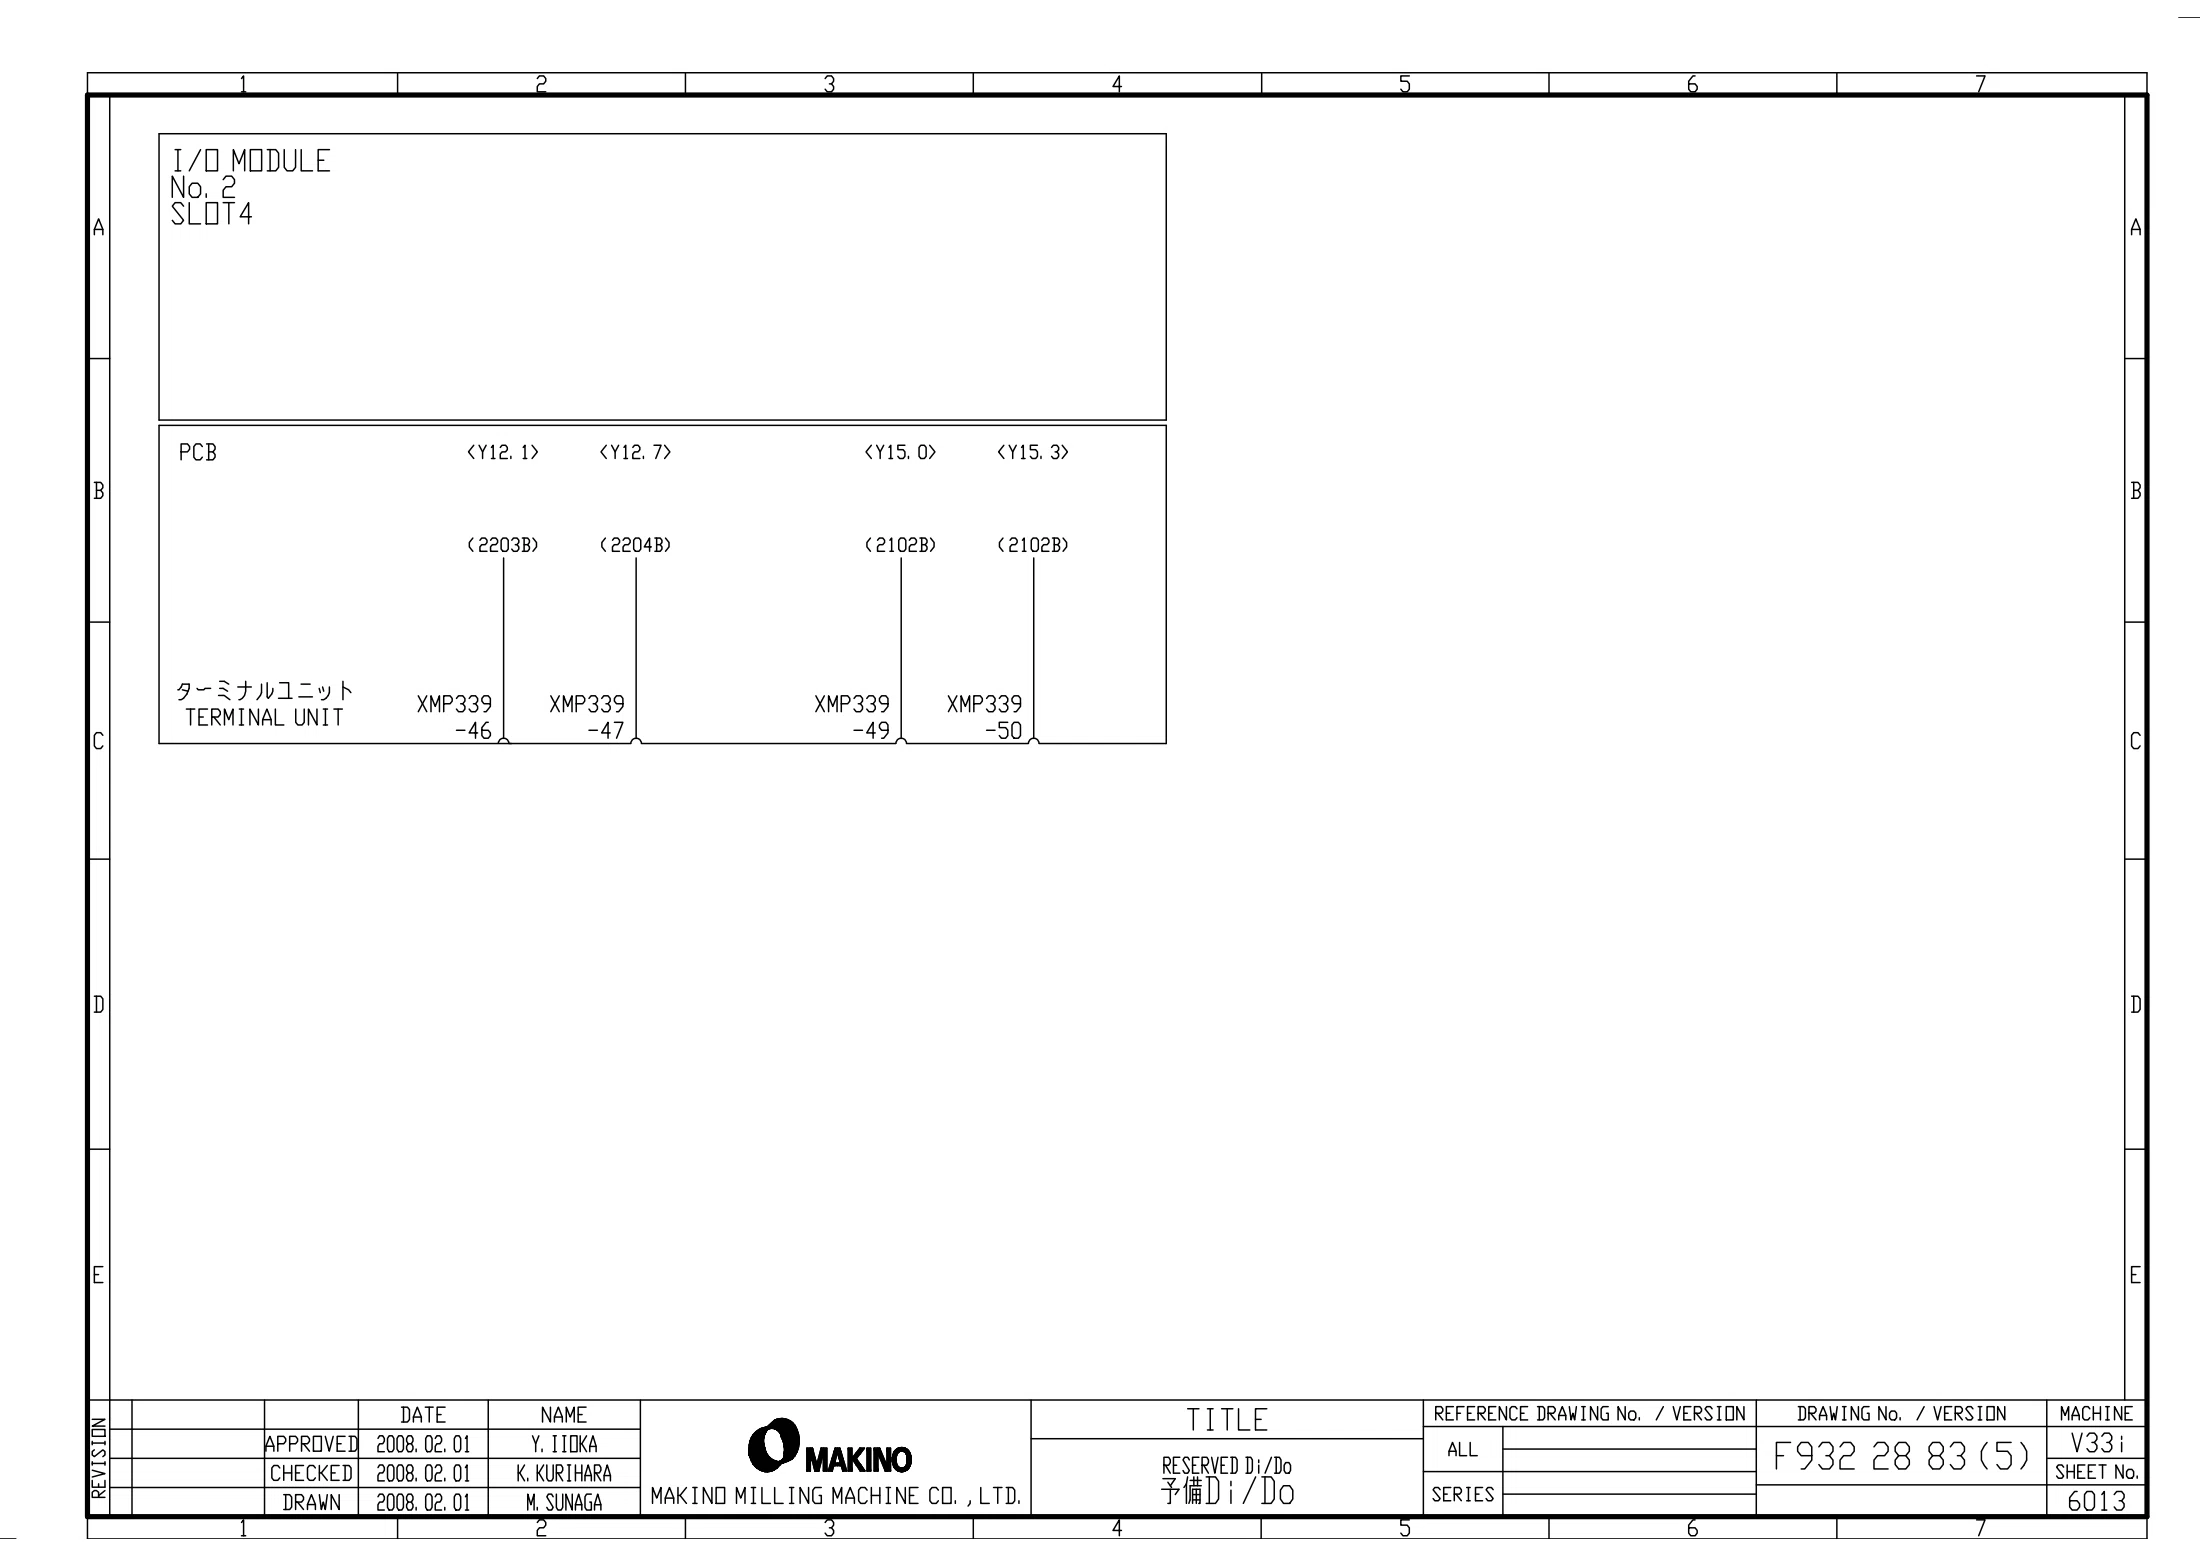 1 2 3 4 5 6 7
I/O MODULE
No. 2
SLOT4
A A
PCB <Y12. 1> <Y12. 7> <Y15. 0> <Y15. 3>
B B
(2203B) (2204B) (2102B) (2102B)
ターミナルユニット XMP339 XMP339 XMP339 XMP339
TERMINAL UNIT -46 -47 -49 -50
C C
D D
E E
REVISION
DATE NAME
APPROVED 2008. 02. 01 Y. IIOKA
CHECKED 2008. 02. 01 K. KURIHARA
DRAWN 2008. 02. 01 M. SUNAGA
MAKINO
MAKINO MILLING MACHINE CO. , LTD.
TITLE
RESERVED Di/Do
予備Di/Do
REFERENCE DRAWING No. / VERSION
ALL
SERIES
DRAWING No. / VERSION
F932 28 83 (5)
MACHINE
V33i
SHEET No.
6013
1 2 3 4 5 6 7